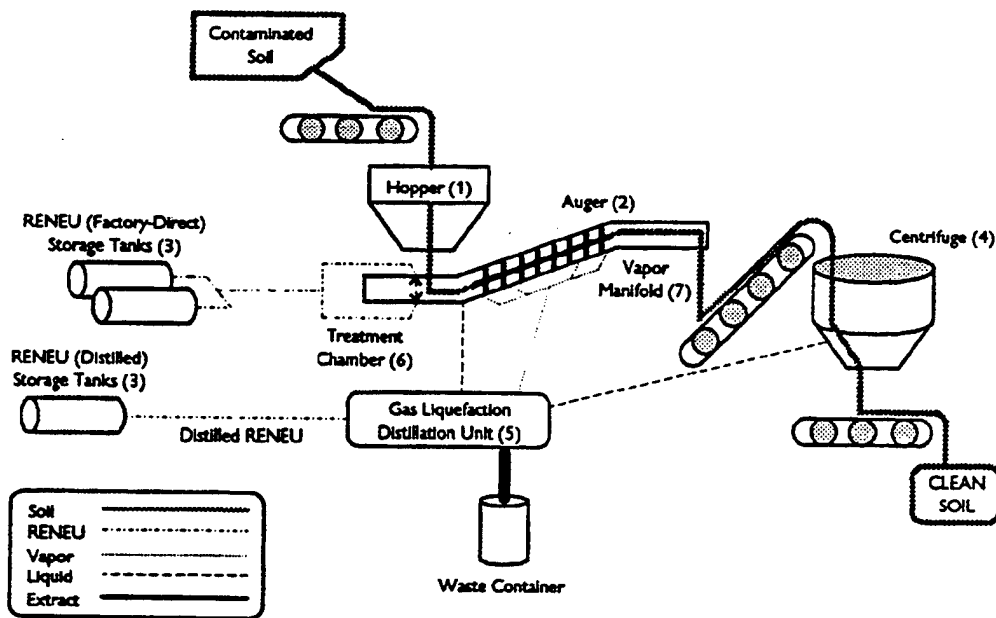 Contaminated
Soil
Hopper (1)
Auger (2)
RENEU (Factory-Direct)
Storage Tanks (3)
Centrifuge (4)
Vapor
Manifold (7)
Treatment
Chamber (6)
RENEU (Distilled)
Storage Tanks (3)
Gas Liquefaction
Distillation Unit (5)
Distilled RENEU
CLEAN
SOIL
Soil
RENEU
Vapor
Liquid
Extract
Waste Container